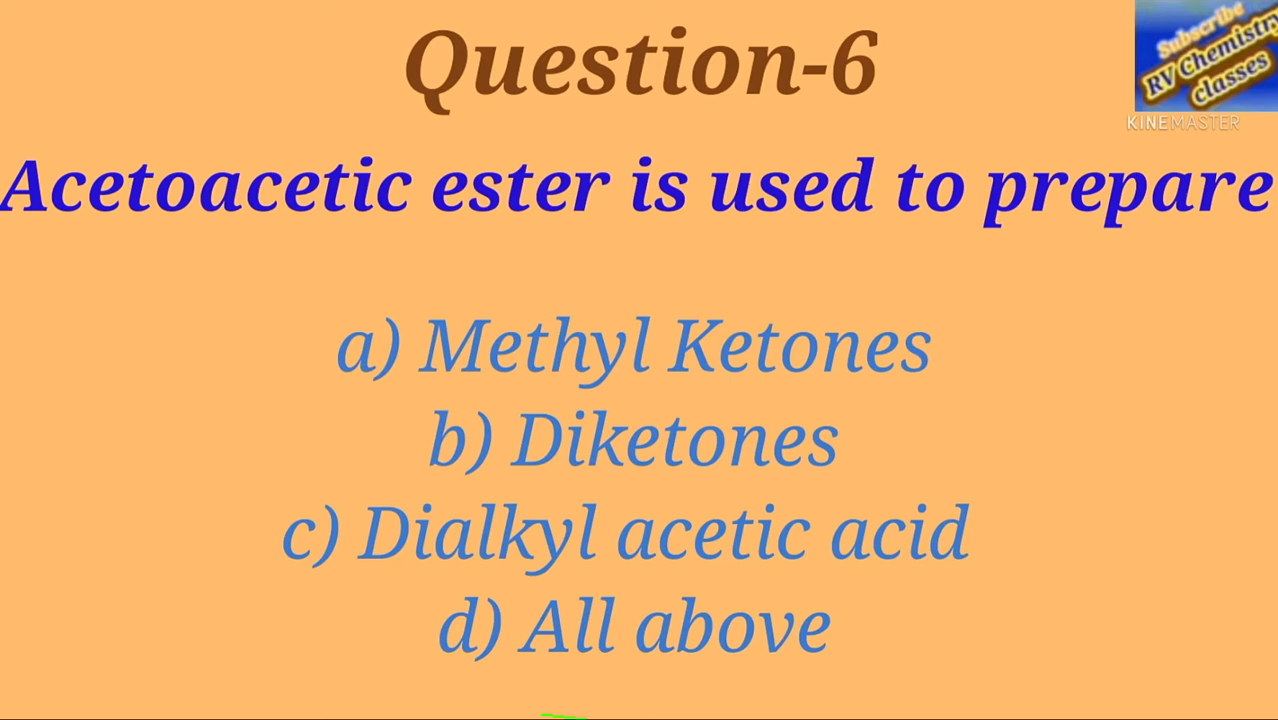 Question-6
Subscribe
RV Chemistry
classes
KINEMASTER
Acetoacetic ester is used to prepare
a) Methyl Ketones
b) Diketones
c) Dialkyl acetic acid
d) All above